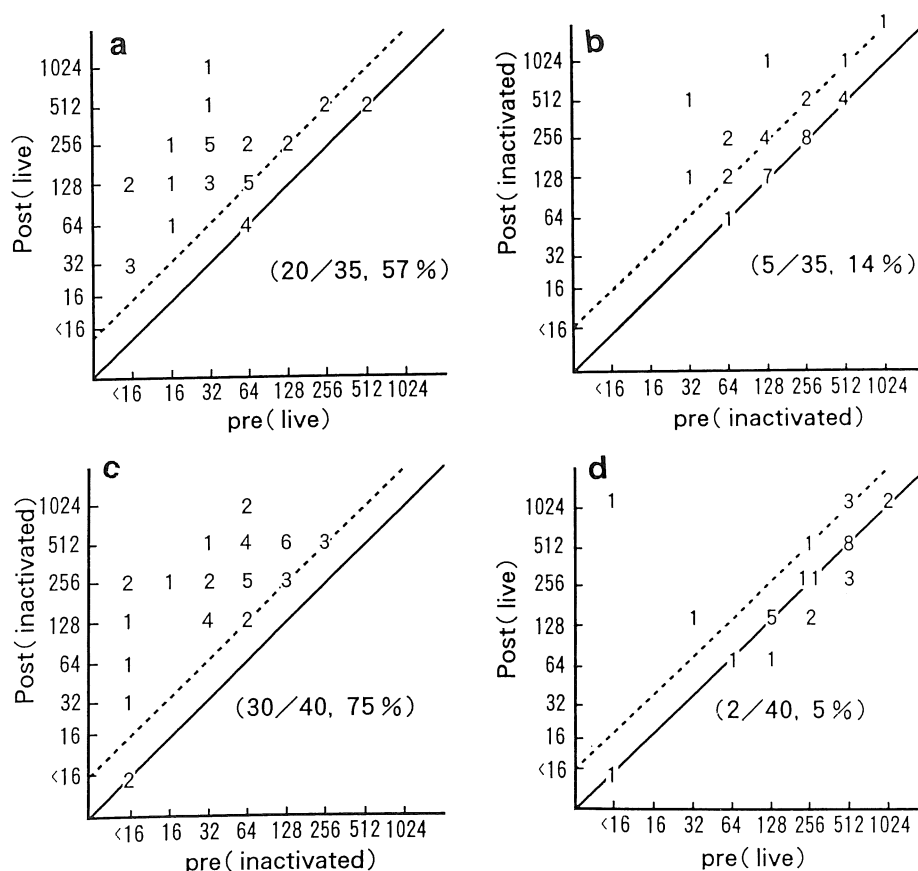 a
Post(live)
1024 1
512 1 2 2
256 1 5 2 2
128 2 1 3 5
64 1 4
32 3
(20/35, 57%)
16
<16
<16 16 32 64 128 256 512 1024
pre(live)
b
Post(inactivated)
1
1024 1 1
512 1 2 4
256 2 4 8
128 1 2 7
64 1
32
(5/35, 14%)
16
<16
<16 16 32 64 128 256 512 1024
pre(inactivated)
c
Post(inactivated)
1024 2
512 1 4 6 3
256 2 1 2 5 3
128 1 4 2
64 1
32 1
(30/40, 75%)
16
<16 2
<16 16 32 64 128 256 512 1024
pre(inactivated)
d
Post(live)
1024 1 3 2
512 1 8
256 11 3
128 1 5 2
64 1 1
32
(2/40, 5%)
16
<16 1
<16 16 32 64 128 256 512 1024
pre(live)